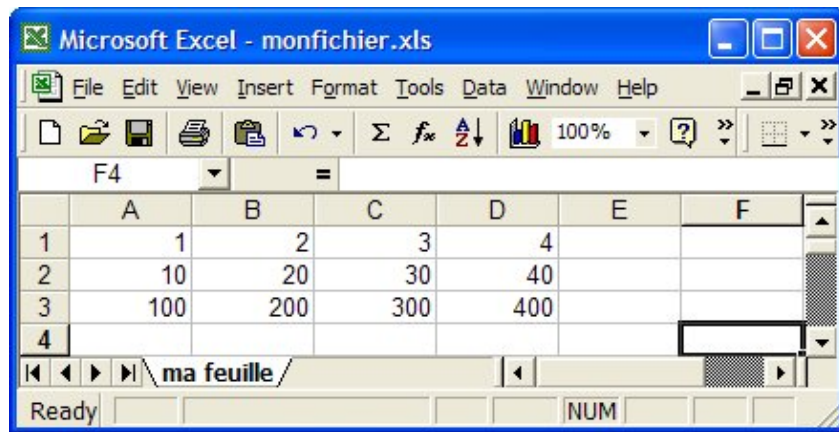 Microsoft Excel - monfichier.xls
File Edit View Insert Format Tools Data Window Help
Σ fx A Z 100% ? » »
F4 =
A B C D E F
1 1 2 3 4
2 10 20 30 40
3 100 200 300 400
4
ma feuille
Ready NUM